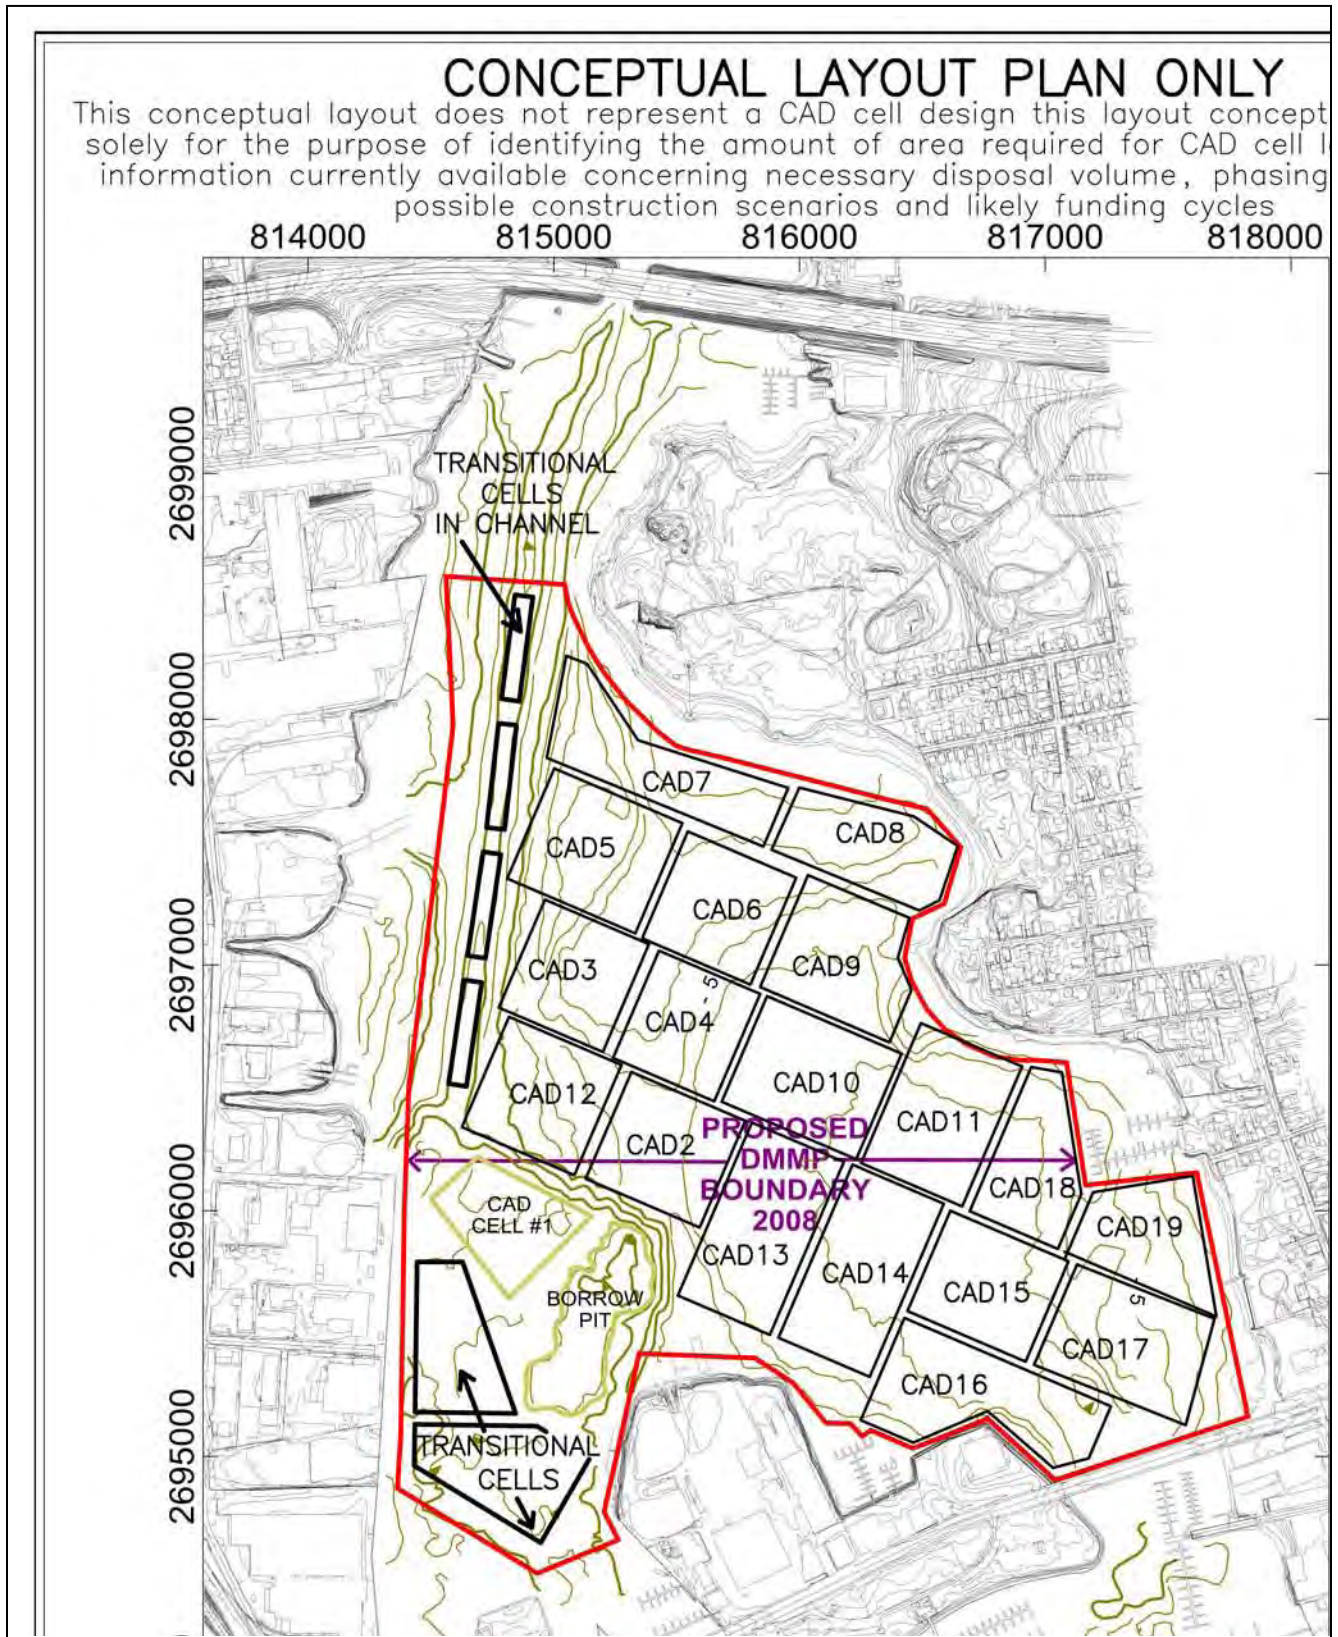 CONCEPTUAL LAYOUT PLAN ONLY
This conceptual layout does not represent a CAD cell design this layout concept
solely for the purpose of identifying the amount of area required for CAD cell
information currently available concerning necessary disposal volume, phasing
possible construction scenarios and likely funding cycles
814000 815000 816000 817000 818000
2699000
TRANSITIONAL
CELLS
IN CHANNEL
2698000
CAD7
CAD8
CAD5
CAD6
2697000
CAD3
CAD9
- 5
CAD4
CAD10
CAD12
CAD11
CAD2
PROPOSED
DMMP
BOUNDARY
2008
CAD18
2696000
CAD
CELL #1
CAD19
CAD13
CAD14
CAD15
- 5
BORROW
PIT
CAD17
CAD16
2695000
TRANSITIONAL
CELLS